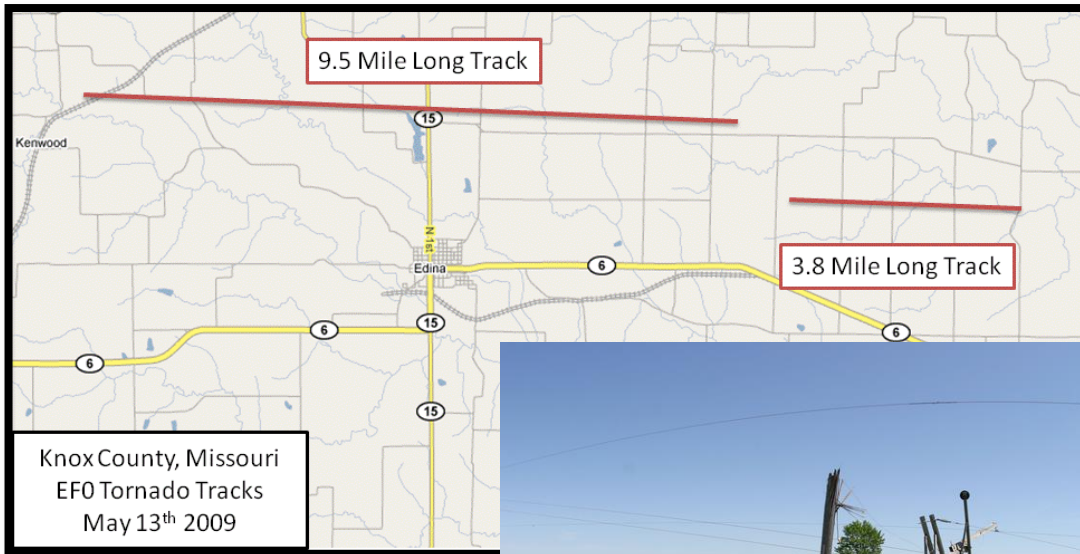 9.5 Mile Long Track
15
Kenwood
N 1st
Edina
6
3.8 Mile Long Track
6
15
6
6
15
Knox County, Missouri
EF0 Tornado Tracks
May 13th 2009